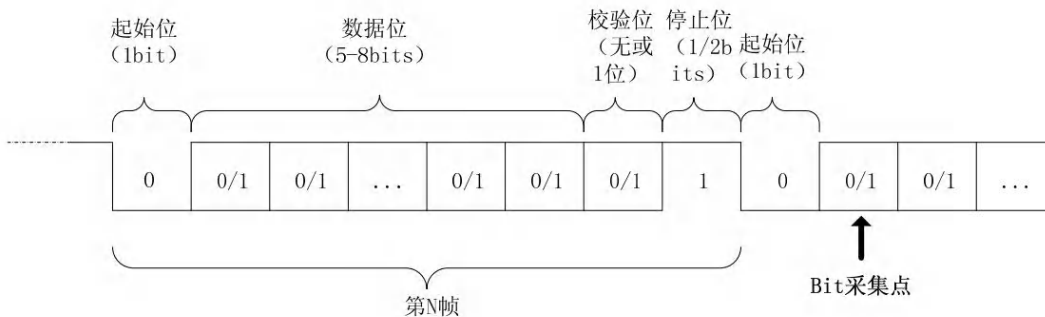 起始位
(1bit)
数据位
(5-8bits)
校验位
(无或
1位)
停止位
(1/2b
its)
起始位
(1bit)
0
0/1
0/1
...
0/1
0/1
0/1
1
0
0/1
0/1
...
第N帧
Bit采集点